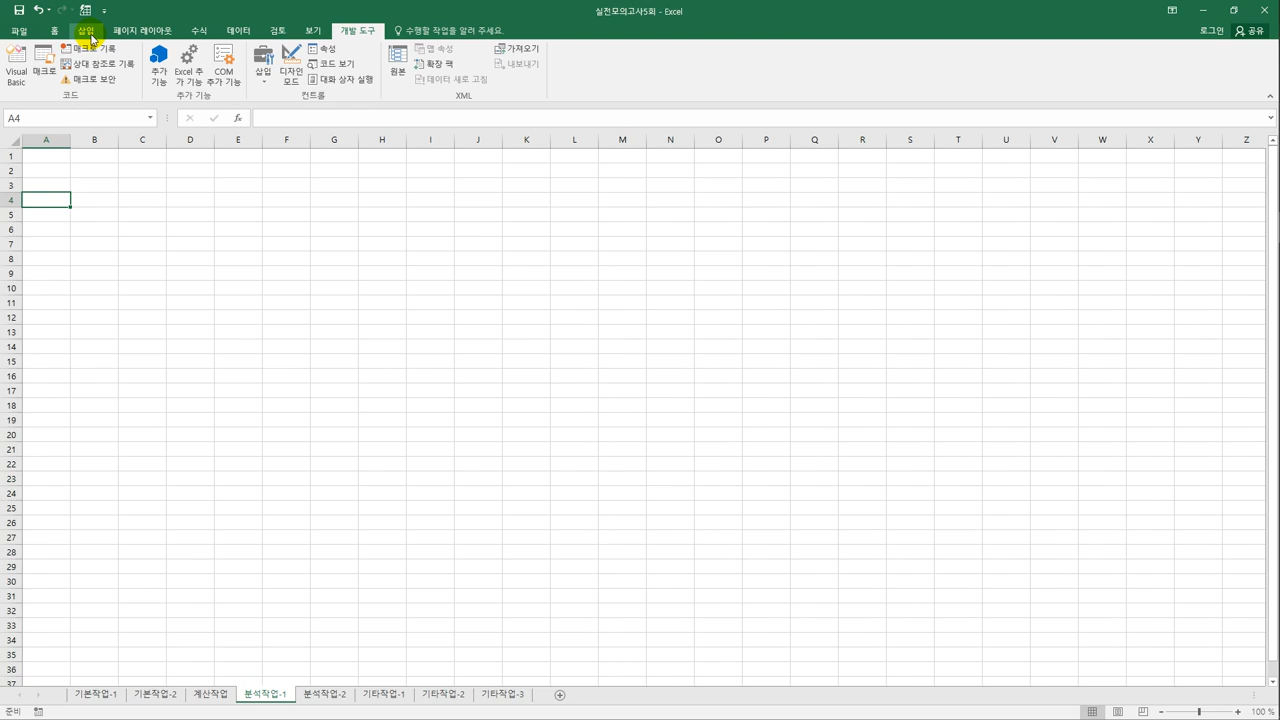 실전모의고사5회 - Excel
파일 홈 삽입 페이지 레이아웃 수식 데이터 검토 보기 개발 도구 수행할 작업을 알려 주세요. 로그인 공유
Visual Basic
매크로
매크로 기록
상대 참조로 기록
매크로 보안
코드
추가 기능
Excel 추가 기능
COM 추가 기능
추가 기능
삽입
디자인 모드
속성
코드 보기
대화 상자 실행
컨트롤
원본
맵 속성
확장 팩
데이터 새로 고침
가져오기
내보내기
XML
A4 fx
A B C D E F G H I J K L M N O P Q R S T U V W X Y Z
1
2
3
4
5
6
7
8
9
10
11
12
13
14
15
16
17
18
19
20
21
22
23
24
25
26
27
28
29
30
31
32
33
34
35
36
37
기본작업-1 기본작업-2 계산작업 분석작업-1 분석작업-2 기타작업-1 기타작업-2 기타작업-3
준비 100 %